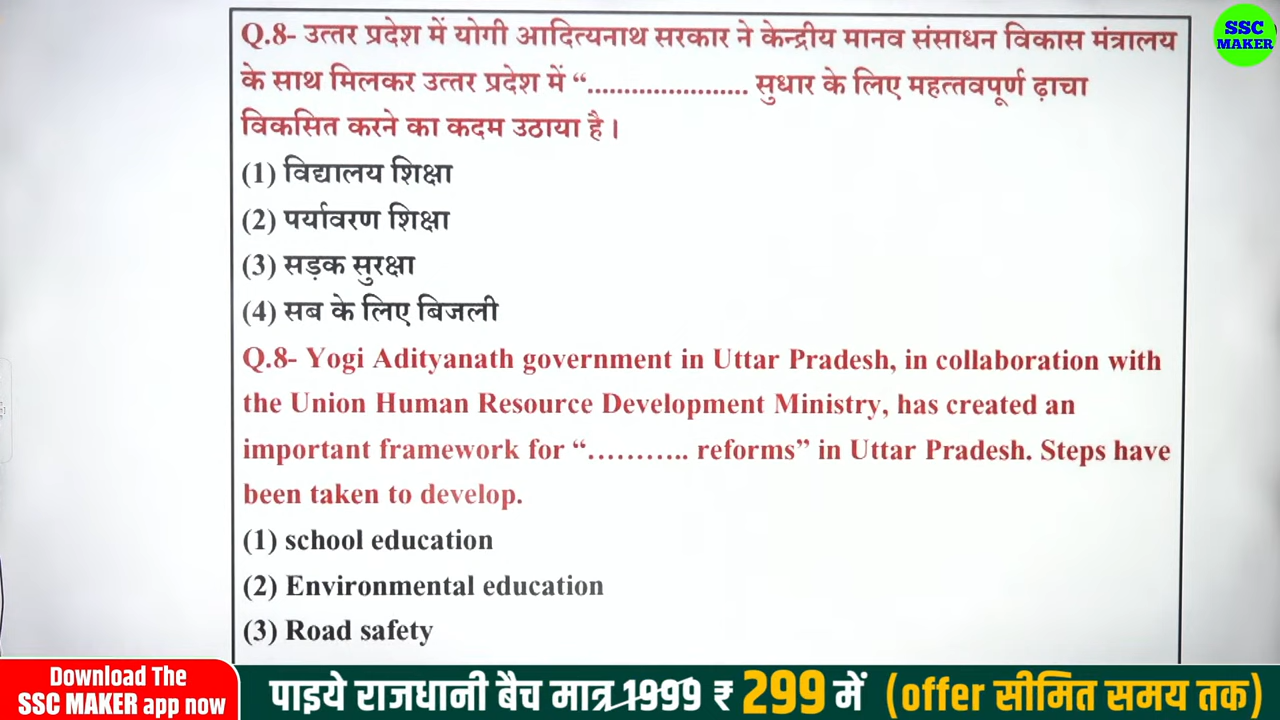 Q.8- उत्तर प्रदेश में योगी आदित्यनाथ सरकार ने केन्द्रीय मानव संसाधन विकास मंत्रालय
के साथ मिलकर उत्तर प्रदेश में “...................... सुधार के लिए महत्तवपूर्ण ढ़ाचा
विकसित करने का कदम उठाया है।
(1) विद्यालय शिक्षा
(2) पर्यावरण शिक्षा
(3) सड़क सुरक्षा
(4) सब के लिए बिजली
Q.8- Yogi Adityanath government in Uttar Pradesh, in collaboration with
the Union Human Resource Development Ministry, has created an
important framework for “……….. reforms” in Uttar Pradesh. Steps have
been taken to develop.
(1) school education
(2) Environmental education
(3) Road safety
SSC
MAKER
Download The
SSC MAKER app now
पाइये राजधानी बैच मात्र 1999 ₹ 299 में (offer सीमित समय तक)